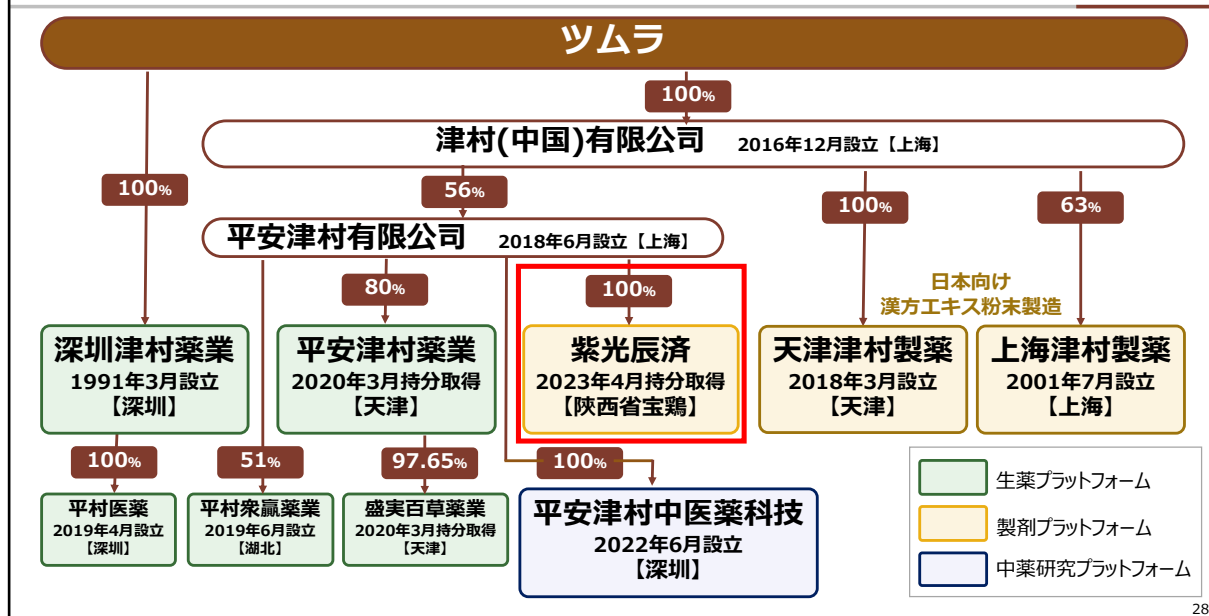 ツムラ
100%
津村(中国)有限公司 2016年12月設立【上海】
100%
56%
100%
63%
平安津村有限公司 2018年6月設立【上海】
80%
100%
日本向け
漢方エキス粉末製造
深圳津村薬業
1991年3月設立
【深圳】
平安津村薬業
2020年3月持分取得
【天津】
紫光辰済
2023年4月持分取得
【陝西省宝鶏】
天津津村製薬
2018年3月設立
【天津】
上海津村製薬
2001年7月設立
【上海】
100%
51%
97.65%
100%
平村医薬
2019年4月設立
【深圳】
平村衆贏薬業
2019年6月設立
【湖北】
盛実百草薬業
2020年3月持分取得
【天津】
平安津村中医薬科技
2022年6月設立
【深圳】
生薬プラットフォーム
製剤プラットフォーム
中薬研究プラットフォーム
28